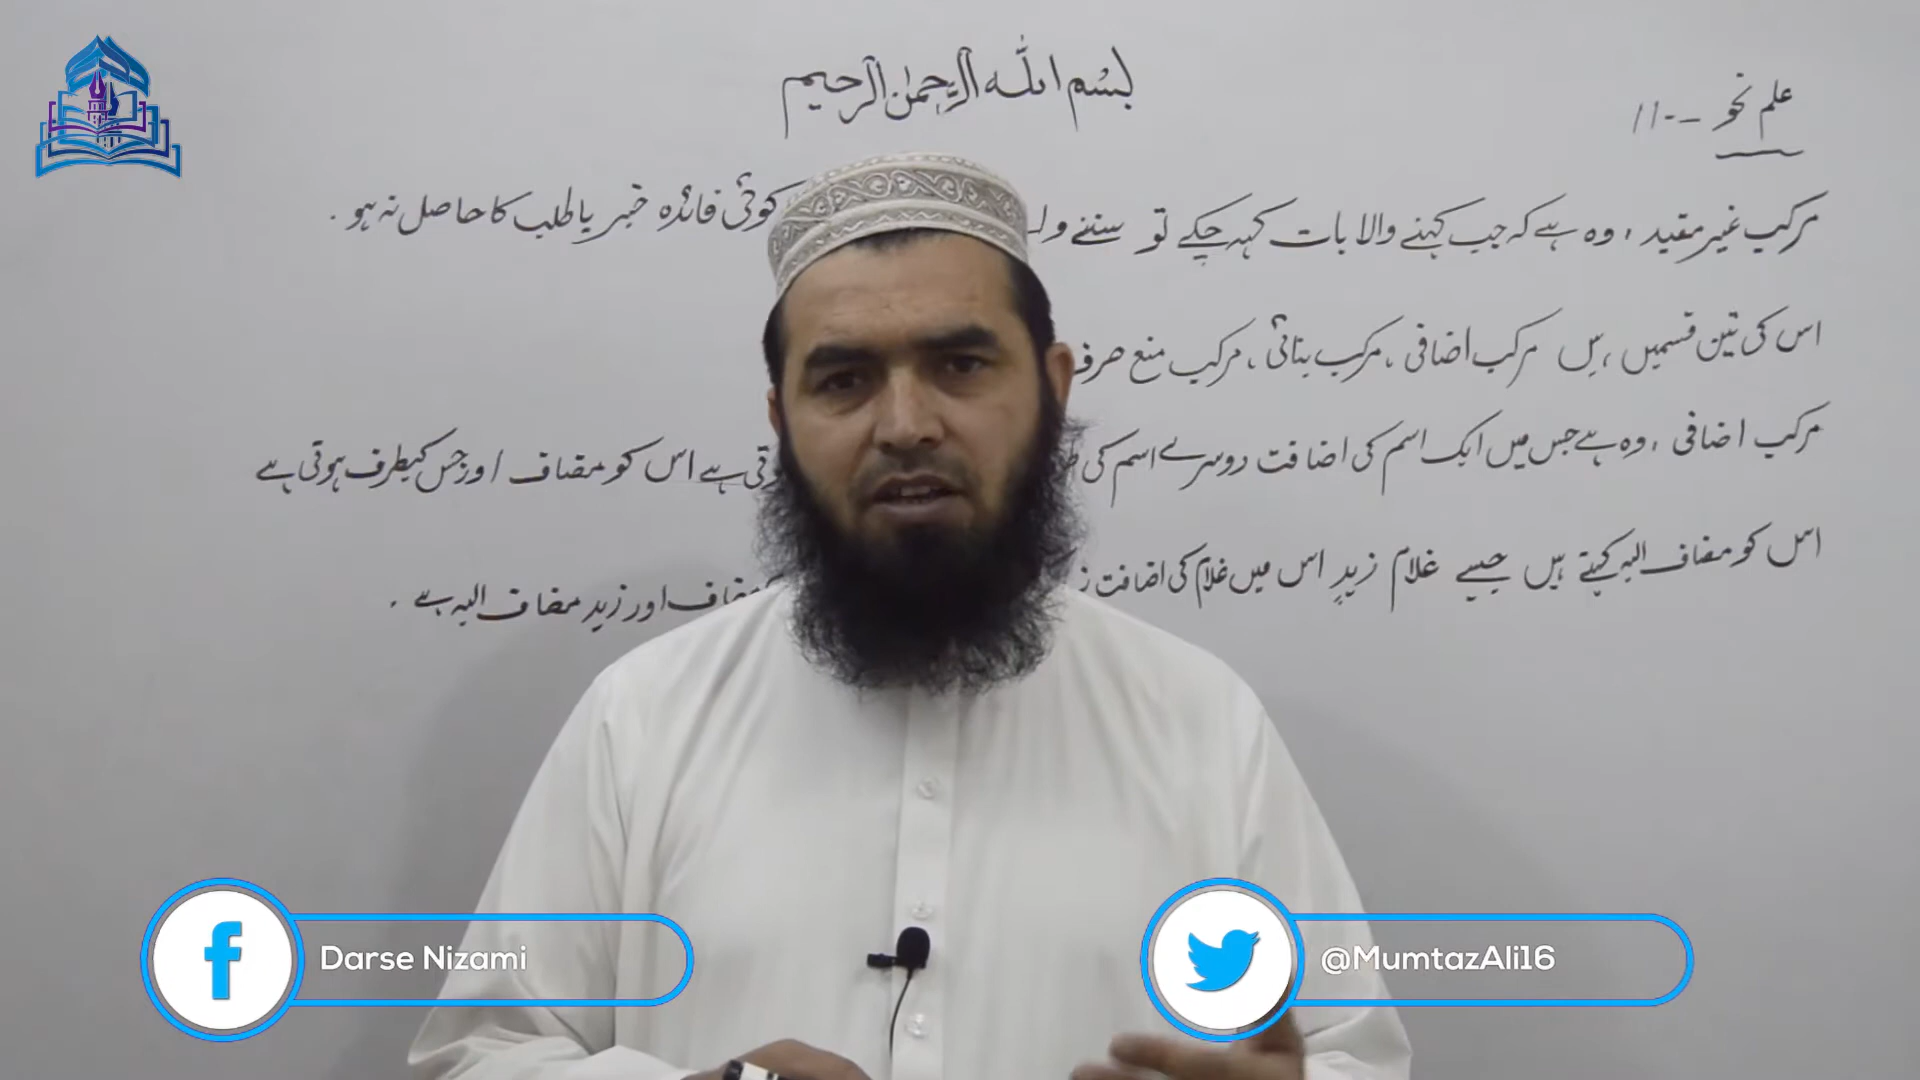 بسم اللہ الرحمن الرحیم
علم نحو - 110
مرکب غیر مفید، وہ ہے کہ جب کہنے والا بات کہہ چکے تو سننے وا کوئی فائدہ خبر یا طلب کا حاصل نہ ہو۔
اس کی تین قسمیں ہیں مرکب اضافی، مرکب بنائی، مرکب منع صرف
مرکب اضافی، وہ ہے جس میں ایک اسم کی اضافت دوسرے اسم کی ہے اس کو مضاف اور جس کیطرف ہوتی ہے
اس کو مضاف الیہ کہتے ہیں جیسے غلام زیدٍ اس میں غلام کی اضافت مضاف اور زید مضاف الیہ ہے۔
Darse Nizami
@MumtazAli16